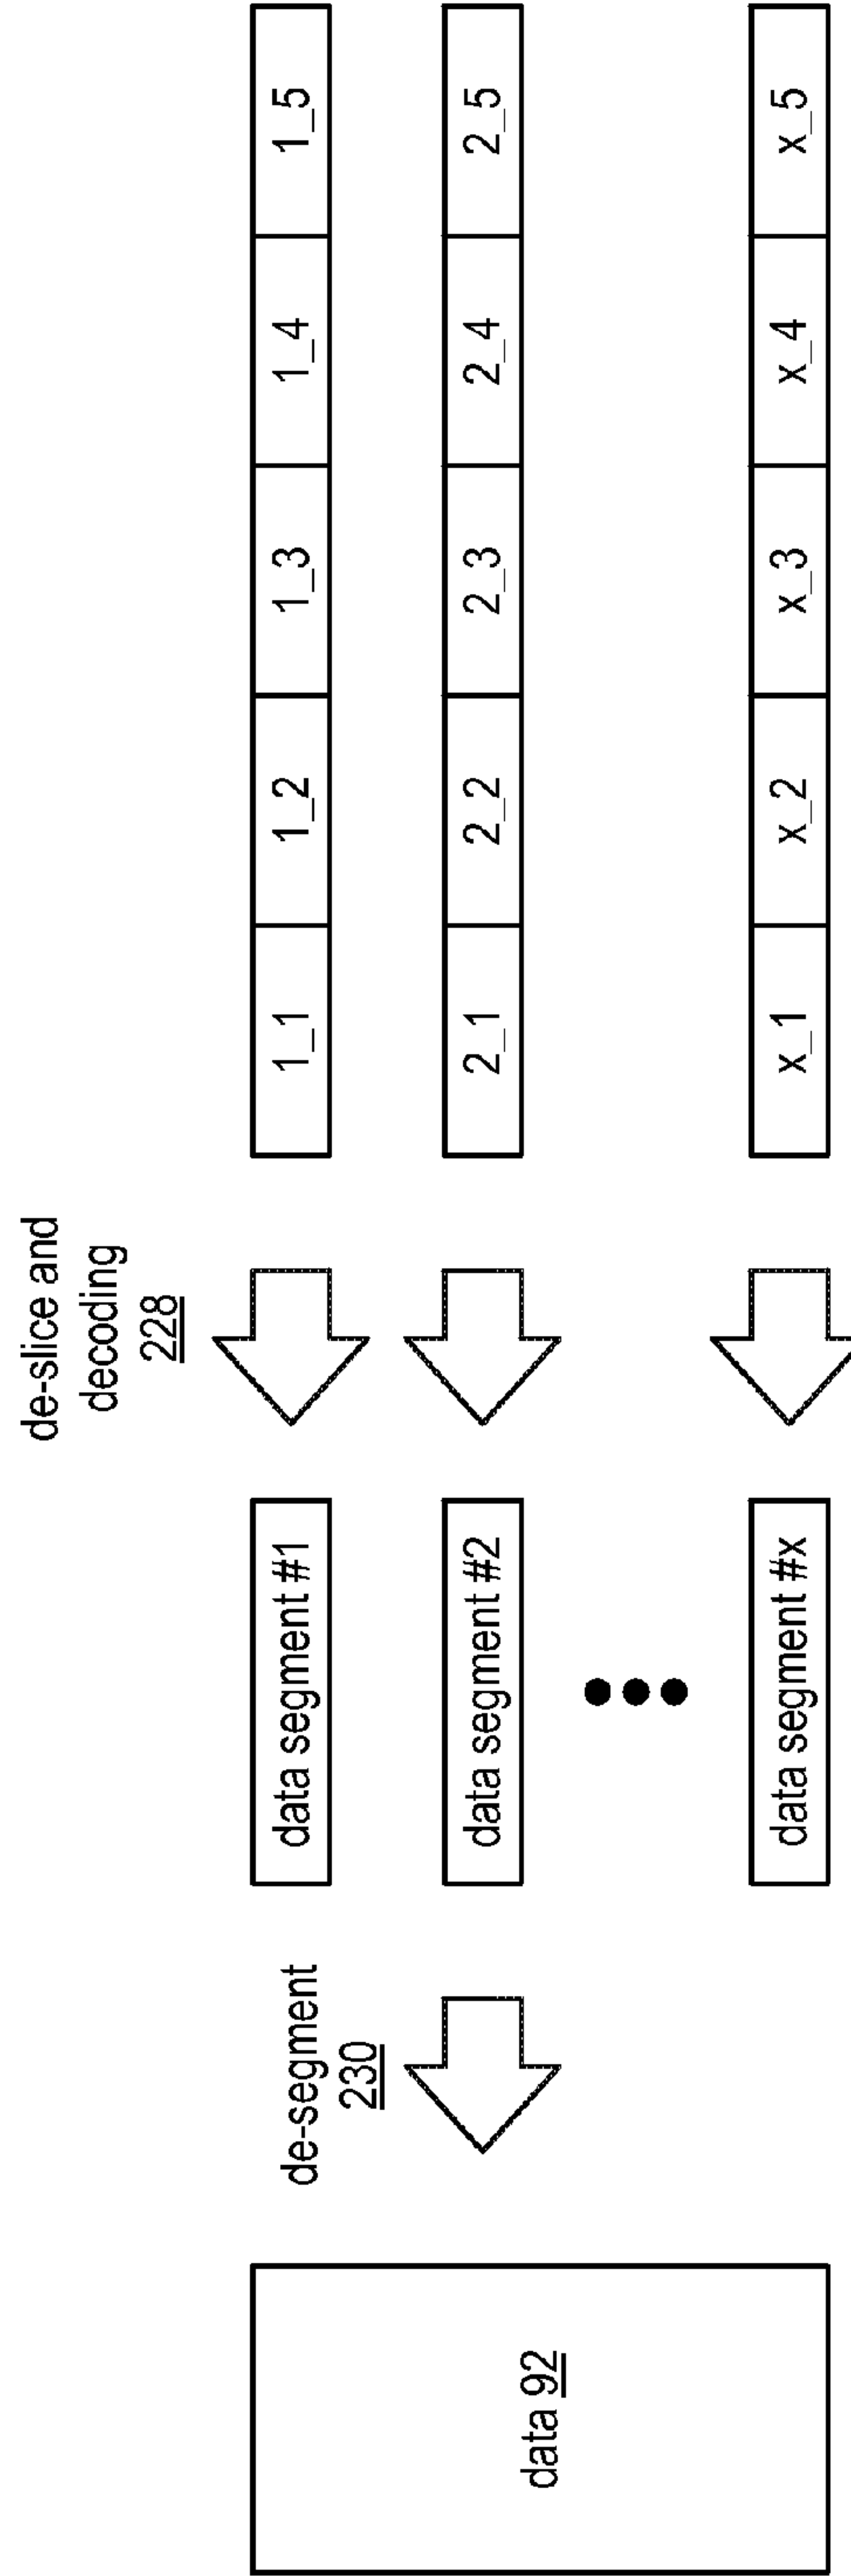 de-slice and
decoding
228
de-segment
230
data 92
data segment #1
1_1
1_2
1_3
1_4
1_5
data segment #2
2_1
2_2
2_3
2_4
2_5
data segment #x
x_1
x_2
x_3
x_4
x_5